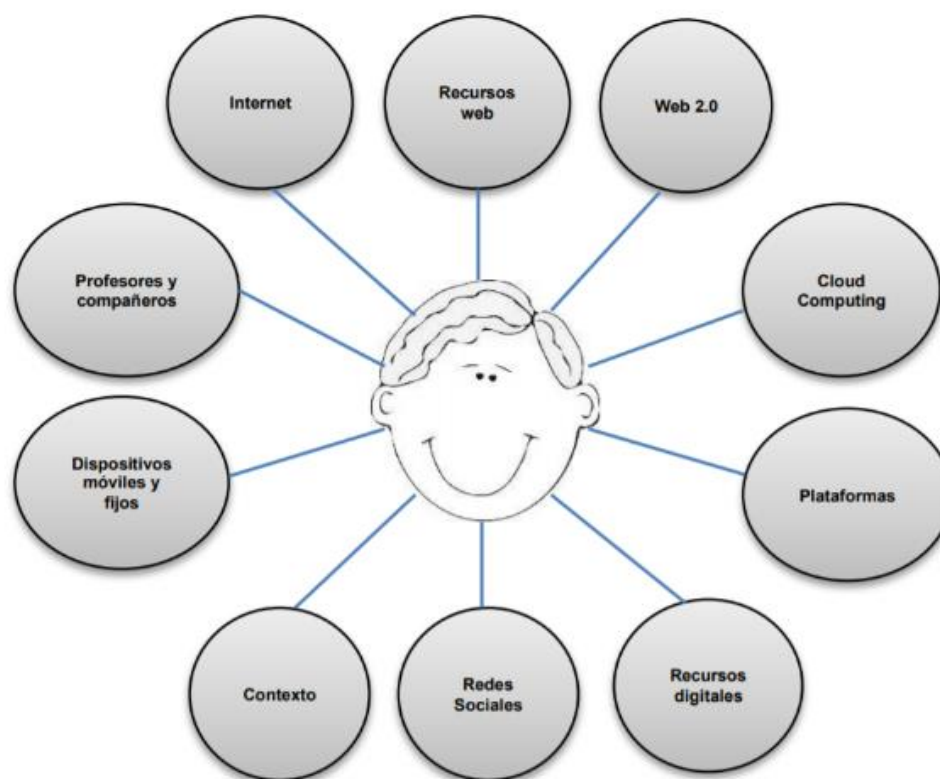 Internet
Recursos
web
Web 2.0
Profesores y
compañeros
Cloud
Computing
Dispositivos
móviles y
fijos
Plataformas
Contexto
Redes
Sociales
Recursos
digitales